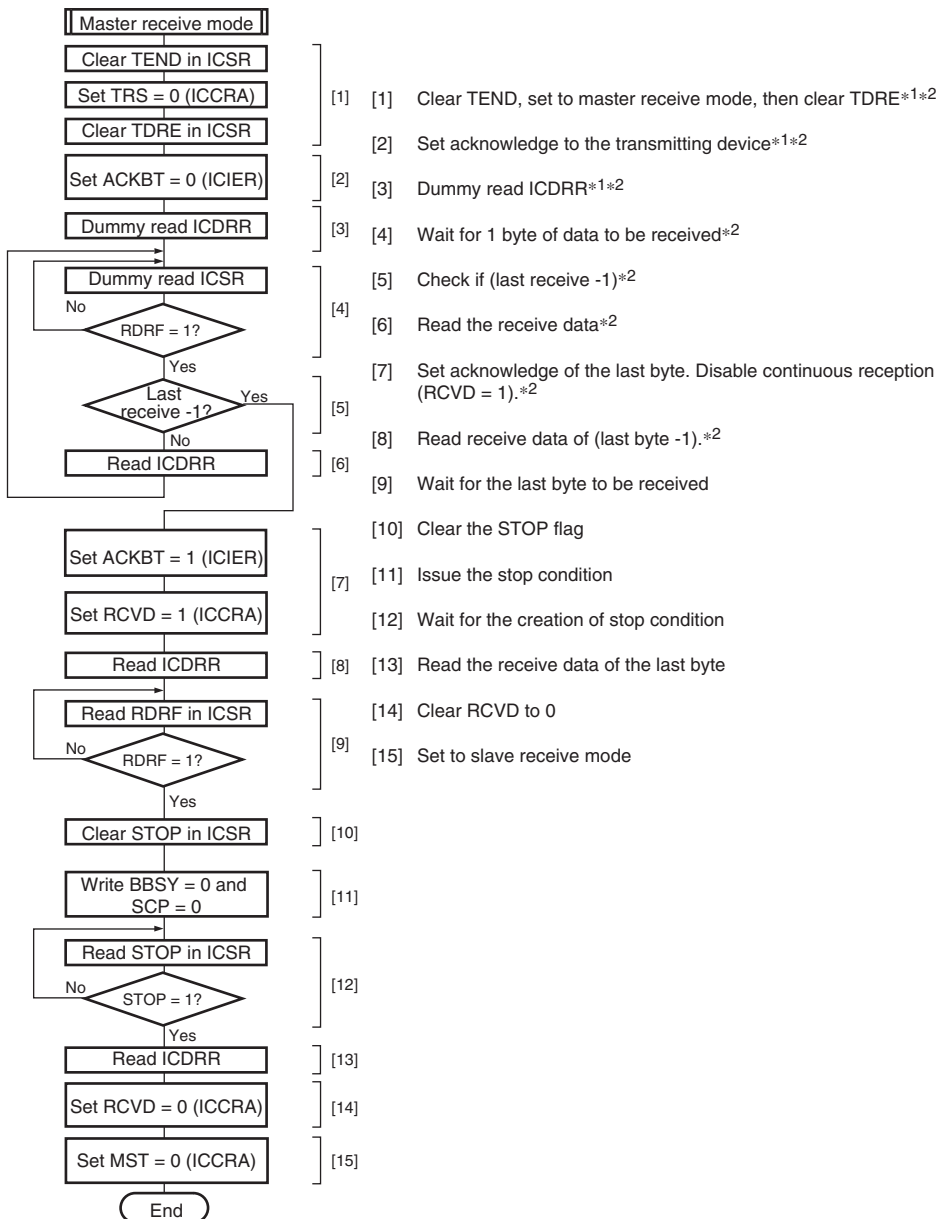 Master receive mode
Clear TEND in ICSR
Set TRS = 0 (ICCRA)
Clear TDRE in ICSR
[1]
Set ACKBT = 0 (ICIER)
[2]
Dummy read ICDRR
[3]
Dummy read ICSR
No
RDRF = 1?
[4]
Yes
Last
receive -1?
Yes
[5]
No
Read ICDRR
[6]
Set ACKBT = 1 (ICIER)
[7]
Set RCVD = 1 (ICCRA)
Read ICDRR
[8]
Read RDRF in ICSR
No
RDRF = 1?
[9]
Yes
Clear STOP in ICSR
[10]
Write BBSY = 0 and
SCP = 0
[11]
Read STOP in ICSR
No
STOP = 1?
[12]
Yes
Read ICDRR
[13]
Set RCVD = 0 (ICCRA)
[14]
Set MST = 0 (ICCRA)
[15]
End
[1] Clear TEND, set to master receive mode, then clear TDRE*1*2
[2] Set acknowledge to the transmitting device*1*2
[3] Dummy read ICDRR*1*2
[4] Wait for 1 byte of data to be received*2
[5] Check if (last receive -1)*2
[6] Read the receive data*2
[7] Set acknowledge of the last byte. Disable continuous reception
(RCVD = 1).*2
[8] Read receive data of (last byte -1).*2
[9] Wait for the last byte to be received
[10] Clear the STOP flag
[11] Issue the stop condition
[12] Wait for the creation of stop condition
[13] Read the receive data of the last byte
[14] Clear RCVD to 0
[15] Set to slave receive mode